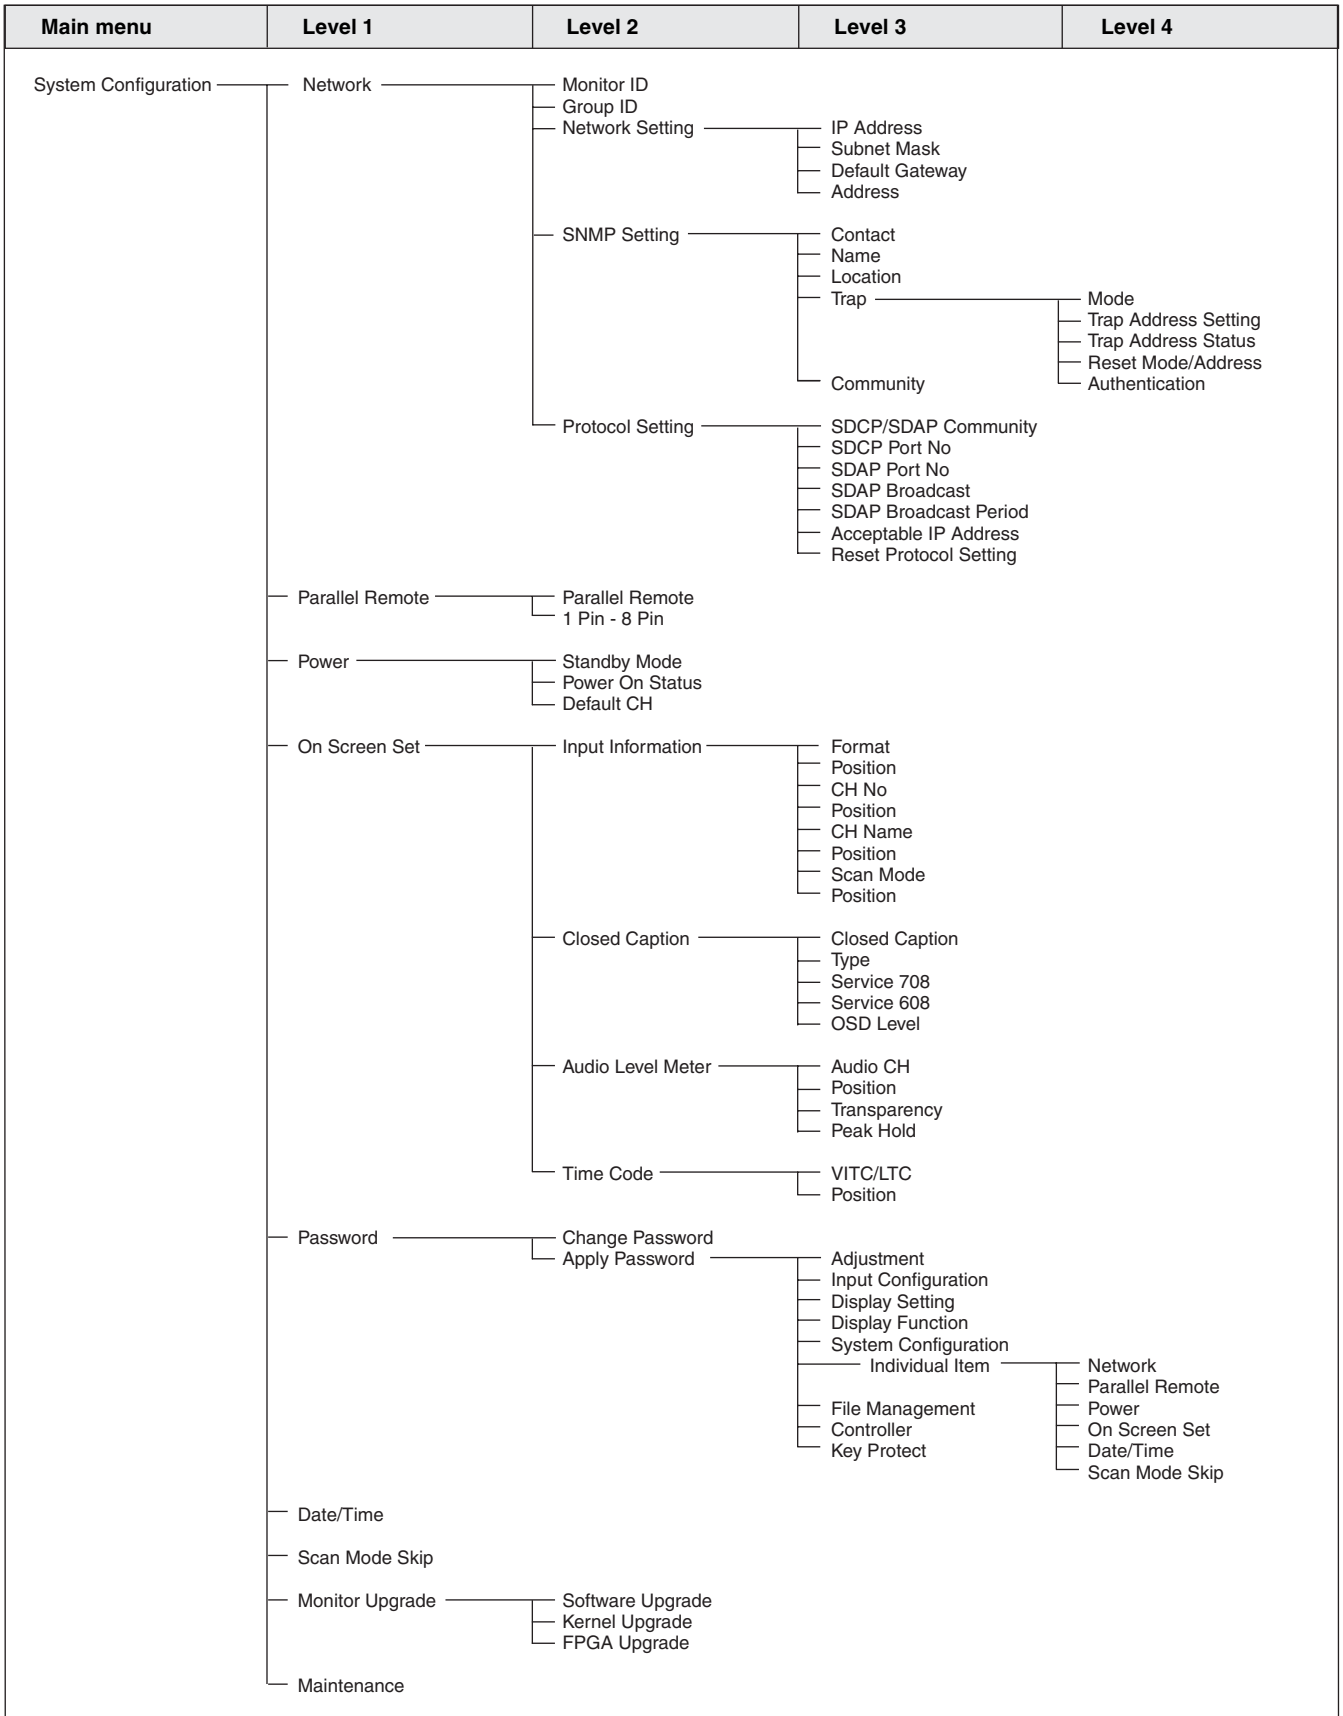 Main menu Level 1 Level 2 Level 3 Level 4
System Configuration Network Monitor ID
Group ID
Network Setting IP Address
Subnet Mask
Default Gateway
Address
SNMP Setting Contact
Name
Location
Trap Mode
Trap Address Setting
Trap Address Status
Reset Mode/Address
Community Authentication
Protocol Setting SDCP/SDAP Community
SDCP Port No
SDAP Port No
SDAP Broadcast
SDAP Broadcast Period
Acceptable IP Address
Reset Protocol Setting
Parallel Remote Parallel Remote
1 Pin - 8 Pin
Power Standby Mode
Power On Status
Default CH
On Screen Set Input Information Format
Position
CH No
Position
CH Name
Position
Scan Mode
Position
Closed Caption Closed Caption
Type
Service 708
Service 608
OSD Level
Audio Level Meter Audio CH
Position
Transparency
Peak Hold
Time Code VITC/LTC
Position
Password Change Password
Apply Password Adjustment
Input Configuration
Display Setting
Display Function
System Configuration
Individual Item Network
Parallel Remote
File Management Power
Controller On Screen Set
Key Protect Date/Time
Scan Mode Skip
Date/Time
Scan Mode Skip
Monitor Upgrade Software Upgrade
Kernel Upgrade
FPGA Upgrade
Maintenance